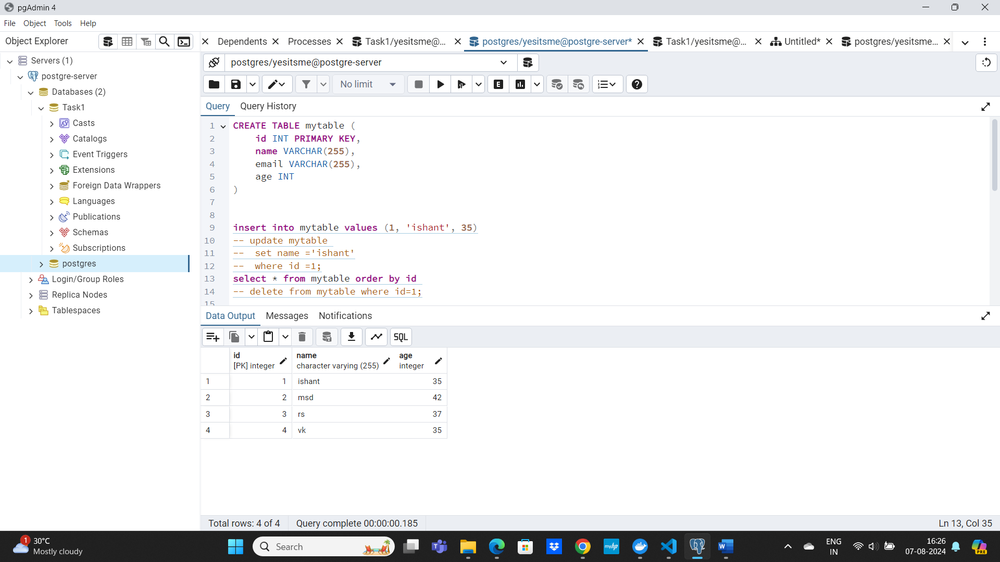 pgAdmin 4
File Object Tools Help
Object Explorer
Dependents Processes Task1/yesitsme@... postgres/yesitsme@postgre-server* Task1/yesitsme@... Untitled* postgres/yesitsme...
Servers (1)
postgre-server
Databases (2)
Task1
Casts
Catalogs
Event Triggers
Extensions
Foreign Data Wrappers
Languages
Publications
Schemas
Subscriptions
postgres
Login/Group Roles
Replica Nodes
Tablespaces
postgres/yesitsme@postgre-server
No limit
E
Query Query History
1 CREATE TABLE mytable (
2 id INT PRIMARY KEY,
3 name VARCHAR(255),
4 email VARCHAR(255),
5 age INT
6 )
7
8
9 insert into mytable values (1, 'ishant', 35)
10 -- update mytable
11 -- set name ='ishant'
12 -- where id =1;
13 select * from mytable order by id
14 -- delete from mytable where id=1;
15
Data Output Messages Notifications
SQL
id name age
[PK] integer character varying (255) integer
1 1 ishant 35
2 2 msd 42
3 3 rs 37
4 4 vk 35
Total rows: 4 of 4 Query complete 00:00:00.185 Ln 13, Col 35
1 30°C
Mostly cloudy
Search
myhp
ENG
IN
16:26
07-08-2024
PRE